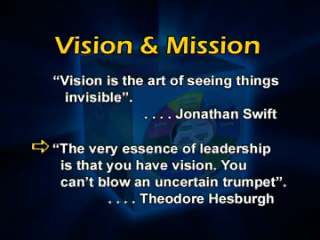 Vision & Mission
“Vision is the art of seeing things
invisible”.
. . . . Jonathan Swift
“The very essence of leadership
is that you have vision. You
can’t blow an uncertain trumpet”.
. . . . Theodore Hesburgh